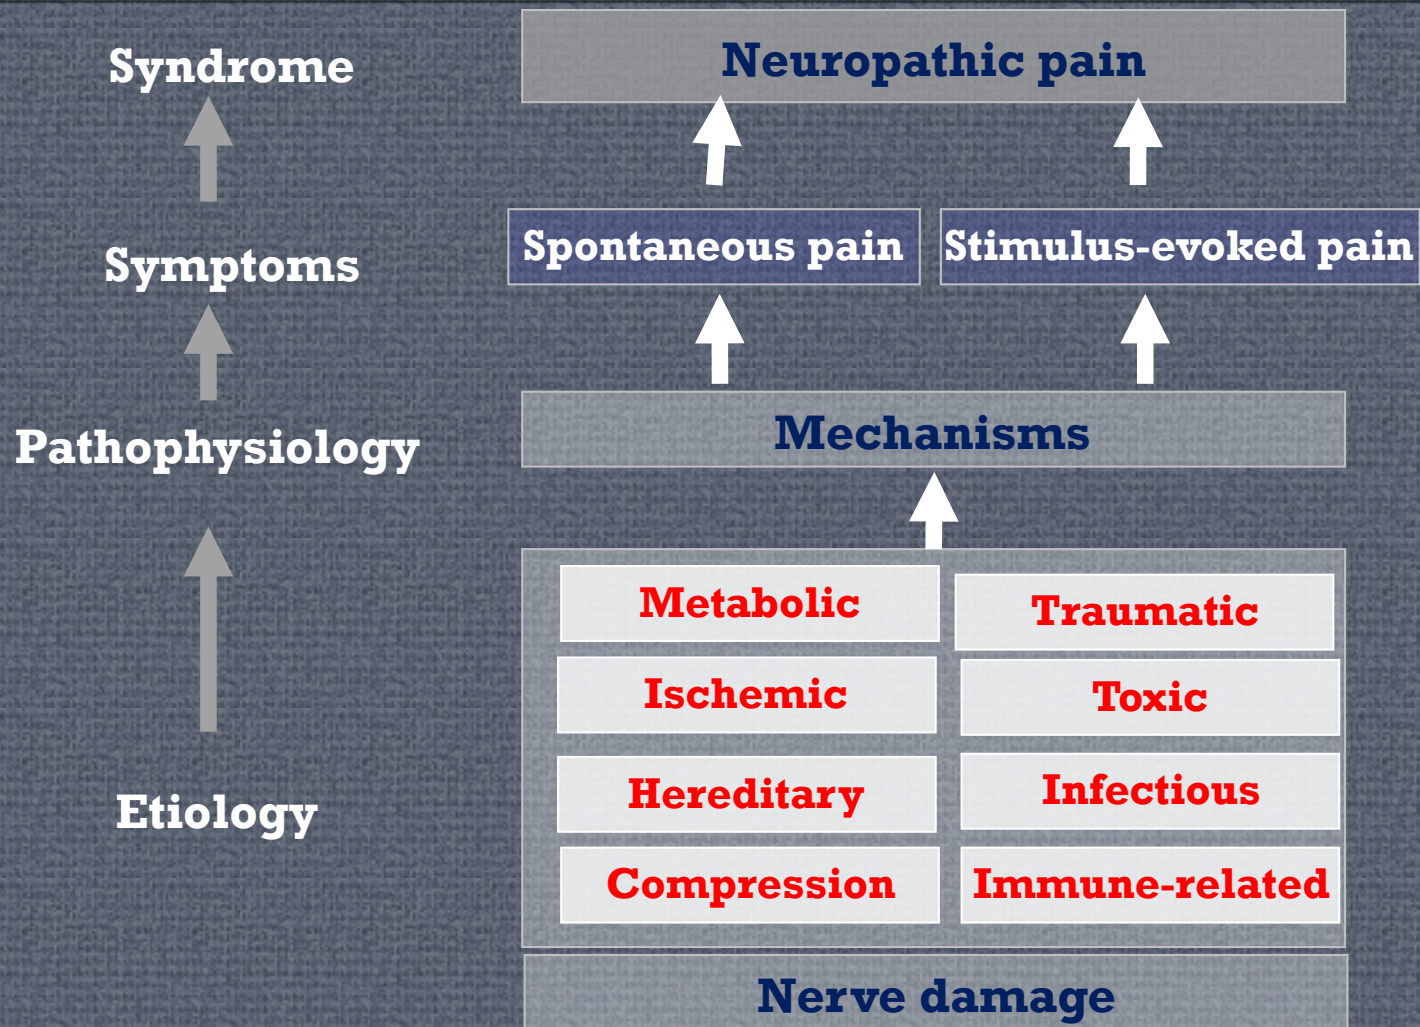 Syndrome
Neuropathic pain
Symptoms
Spontaneous pain
Stimulus-evoked pain
Pathophysiology
Mechanisms
Etiology
Metabolic
Traumatic
Ischemic
Toxic
Hereditary
Infectious
Compression
Immune-related
Nerve damage